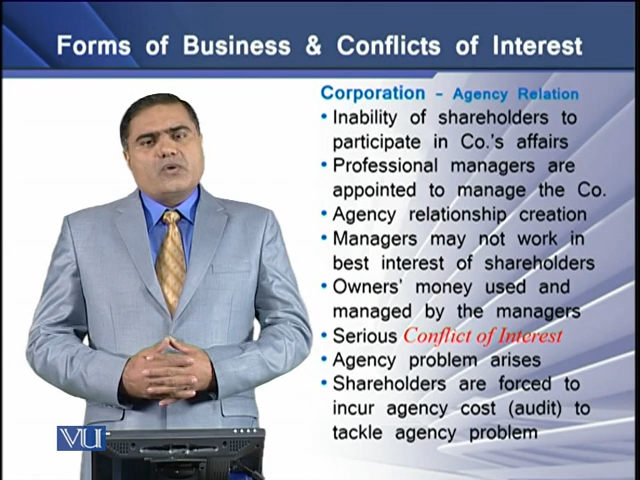 Forms of Business & Conflicts of Interest
Corporation – Agency Relation
• Inability of shareholders to
participate in Co.'s affairs
• Professional managers are
appointed to manage the Co.
• Agency relationship creation
• Managers may not work in
best interest of shareholders
• Owners' money used and
managed by the managers
• Serious Conflict of Interest
• Agency problem arises
• Shareholders are forced to
incur agency cost (audit) to
tackle agency problem
VU